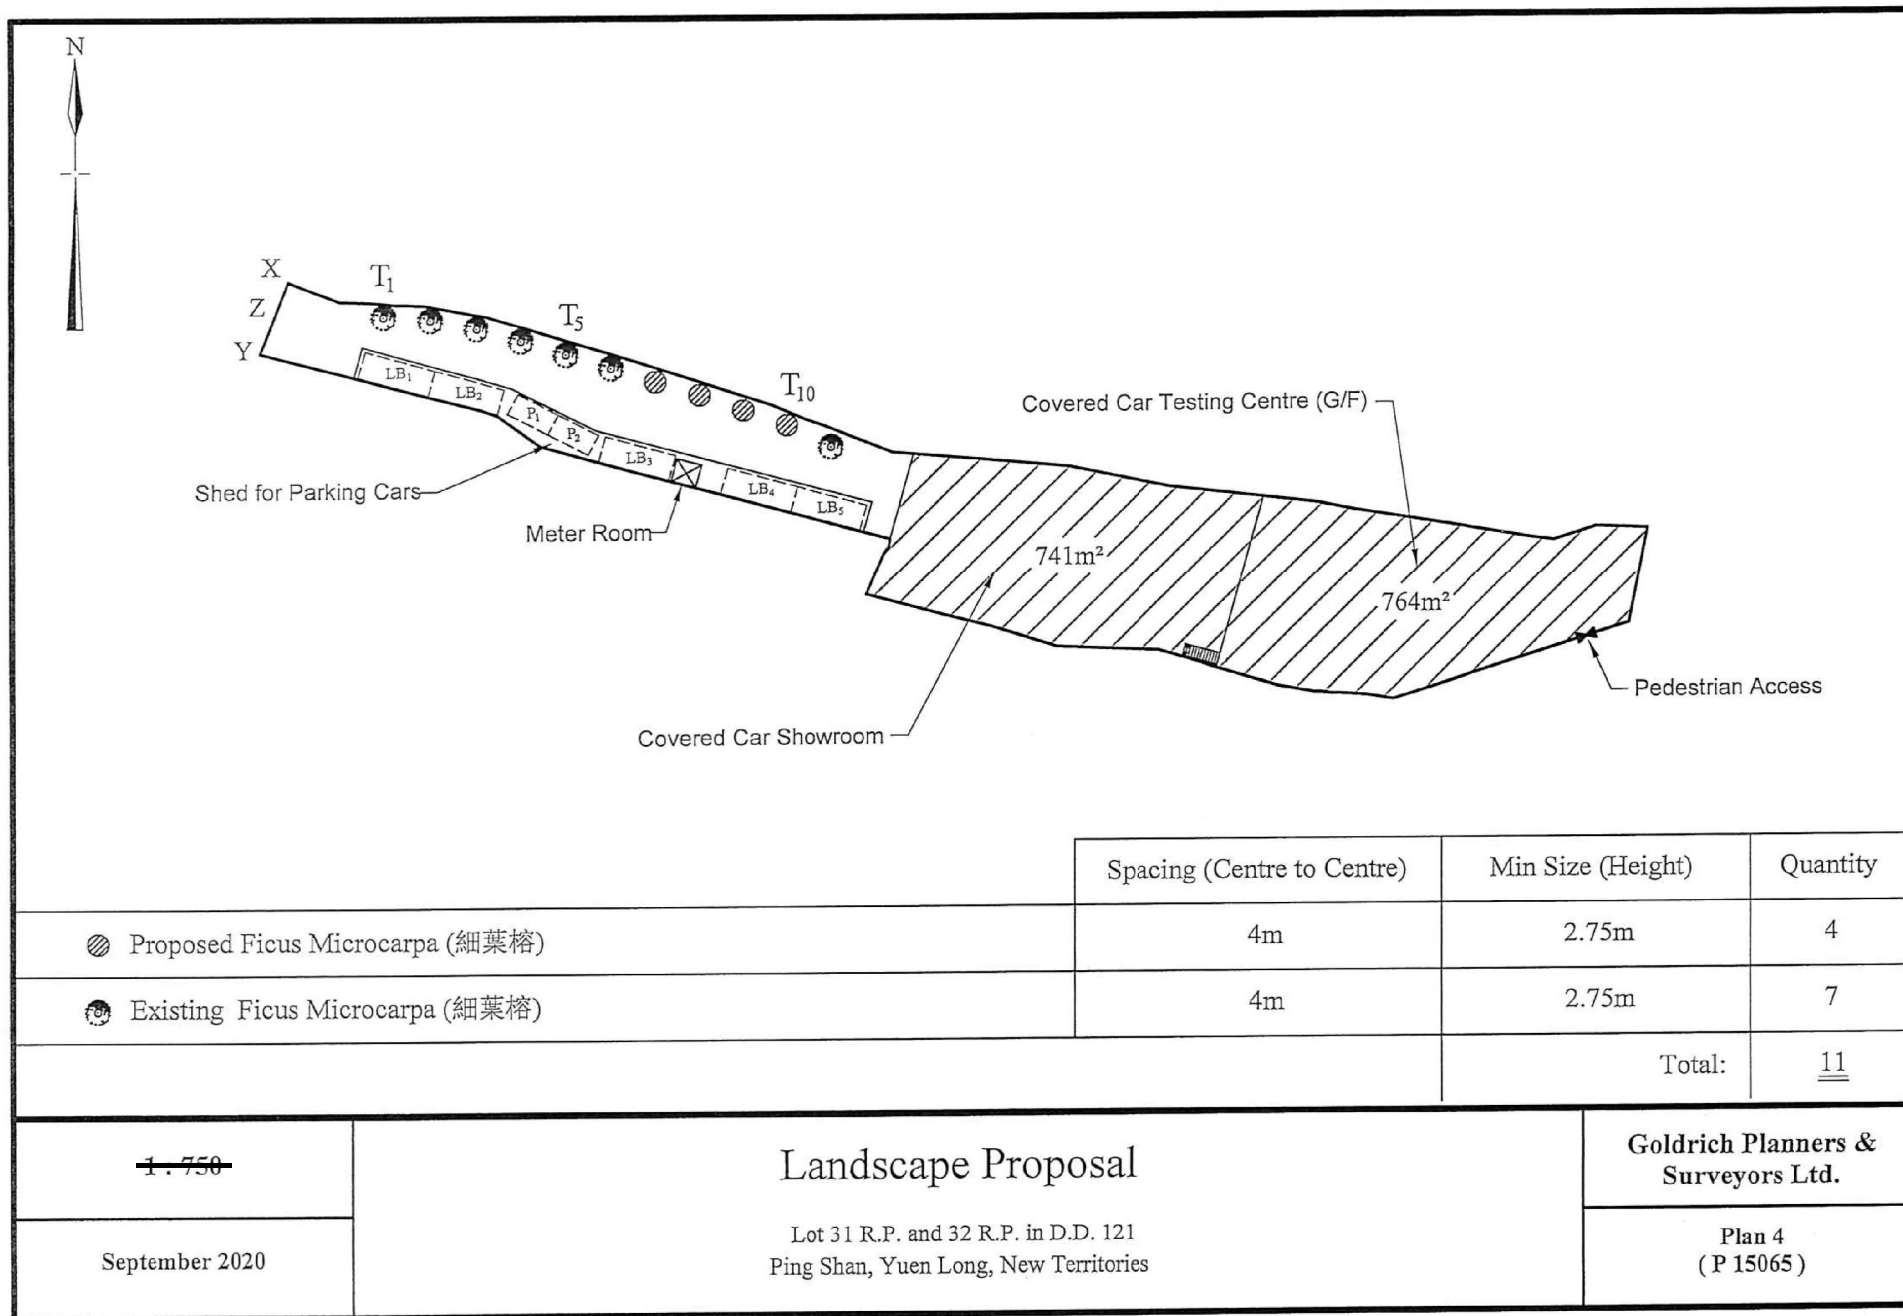 N
X
T1
Z
T5
Y
T10
LB1
LB2
P1
P2
LB3
LB4
LB5
Covered Car Testing Centre (G/F)
Shed for Parking Cars
Meter Room
741m²
764m²
Pedestrian Access
Covered Car Showroom
Spacing (Centre to Centre) Min Size (Height) Quantity
Proposed Ficus Microcarpa (細葉榕) 4m 2.75m 4
Existing Ficus Microcarpa (細葉榕) 4m 2.75m 7
Total: 11
1 : 750
Landscape Proposal
Goldrich Planners &
Surveyors Ltd.
September 2020
Lot 31 R.P. and 32 R.P. in D.D. 121
Ping Shan, Yuen Long, New Territories
Plan 4
( P 15065 )